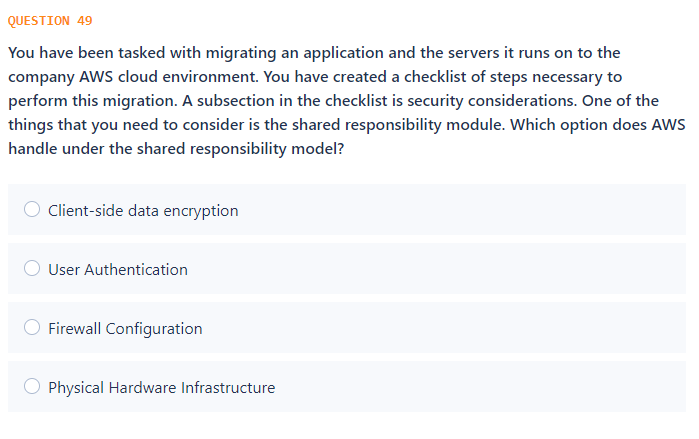 QUESTION 49
You have been tasked with migrating an application and the servers it runs on to the
company AWS cloud environment. You have created a checklist of steps necessary to
perform this migration. A subsection in the checklist is security considerations. One of the
things that you need to consider is the shared responsibility module. Which option does AWS
handle under the shared responsibility model?
Client-side data encryption
User Authentication
Firewall Configuration
Physical Hardware Infrastructure